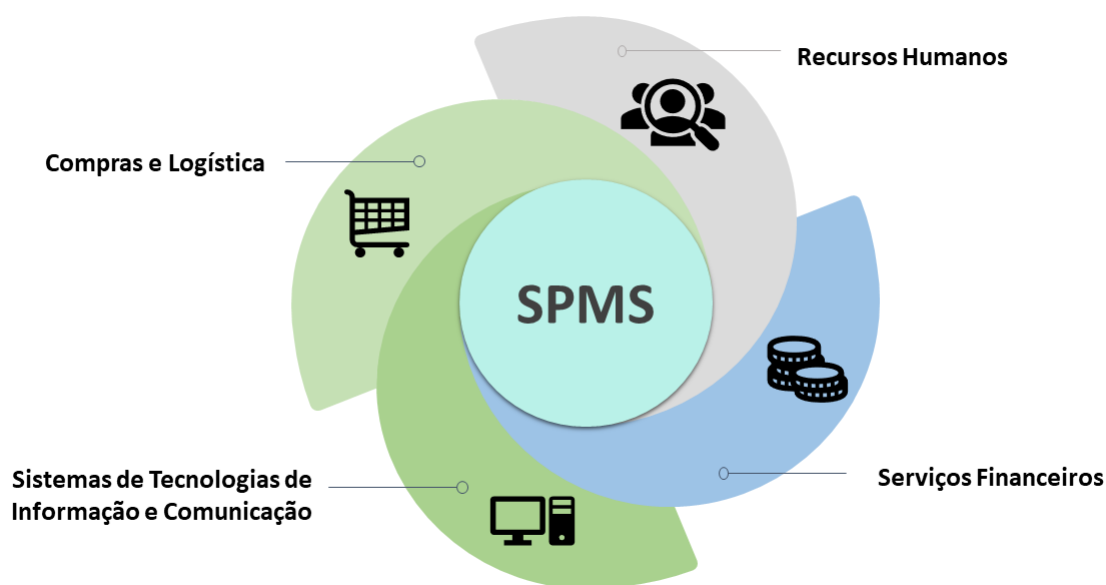 Recursos Humanos
Compras e Logística
SPMS
Sistemas de Tecnologias de
Informação e Comunicação
Serviços Financeiros